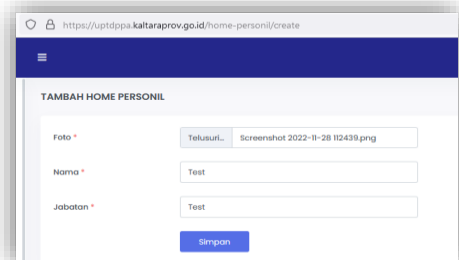 https://uptdppa.kaltaraprov.go.id/home-personil/create
TAMBAH HOME PERSONIL
Foto * Telusuri... Screenshot 2022-11-28 112439.png
Nama * Test
Jabatan * Test
Simpan